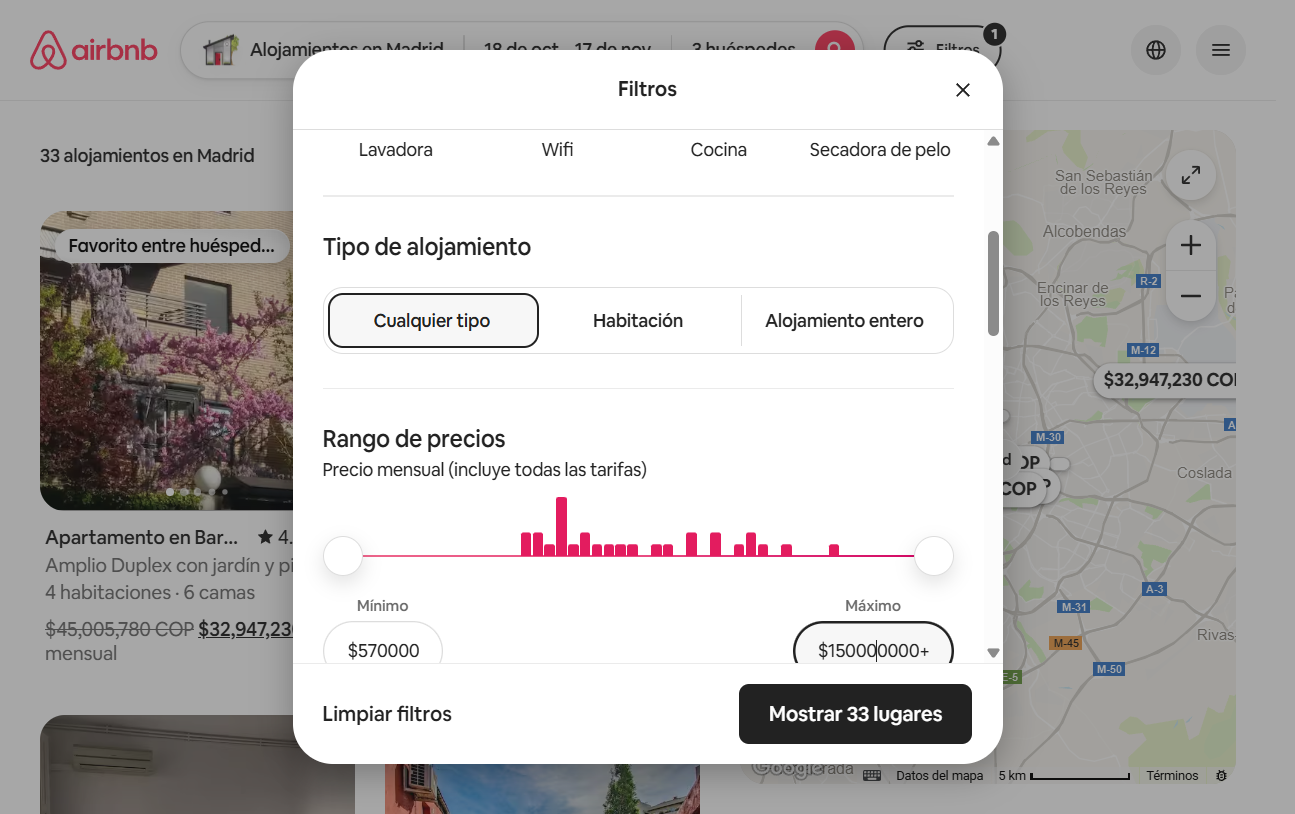 airbnb
Alojamientos en Madrid
18 de oct – 17 de nov
3 huéspedes
Filtros
1
33 alojamientos en Madrid
Favorito entre huésped...
Apartamento en Bar...
4.
Amplio Duplex con jardín y pi
4 habitaciones · 6 camas
$45,005,780 COP $32,947,23
mensual
Filtros
Lavadora
Wifi
Cocina
Secadora de pelo
Tipo de alojamiento
Cualquier tipo
Habitación
Alojamiento entero
Rango de precios
Precio mensual (incluye todas las tarifas)
Mínimo
Máximo
$570000
$150000000+
Limpiar filtros
Mostrar 33 lugares
San Sebastián
de los Reyes
Alcobendas
R-2
Encinar de
los Reyes
M-12
$32,947,230 CO
A
M-30
d
OP
COP
P
Coslada
A-3
M-31
M-45
Rivas
M-50
E-5
Google
rada
Datos del mapa
5 km
Términos